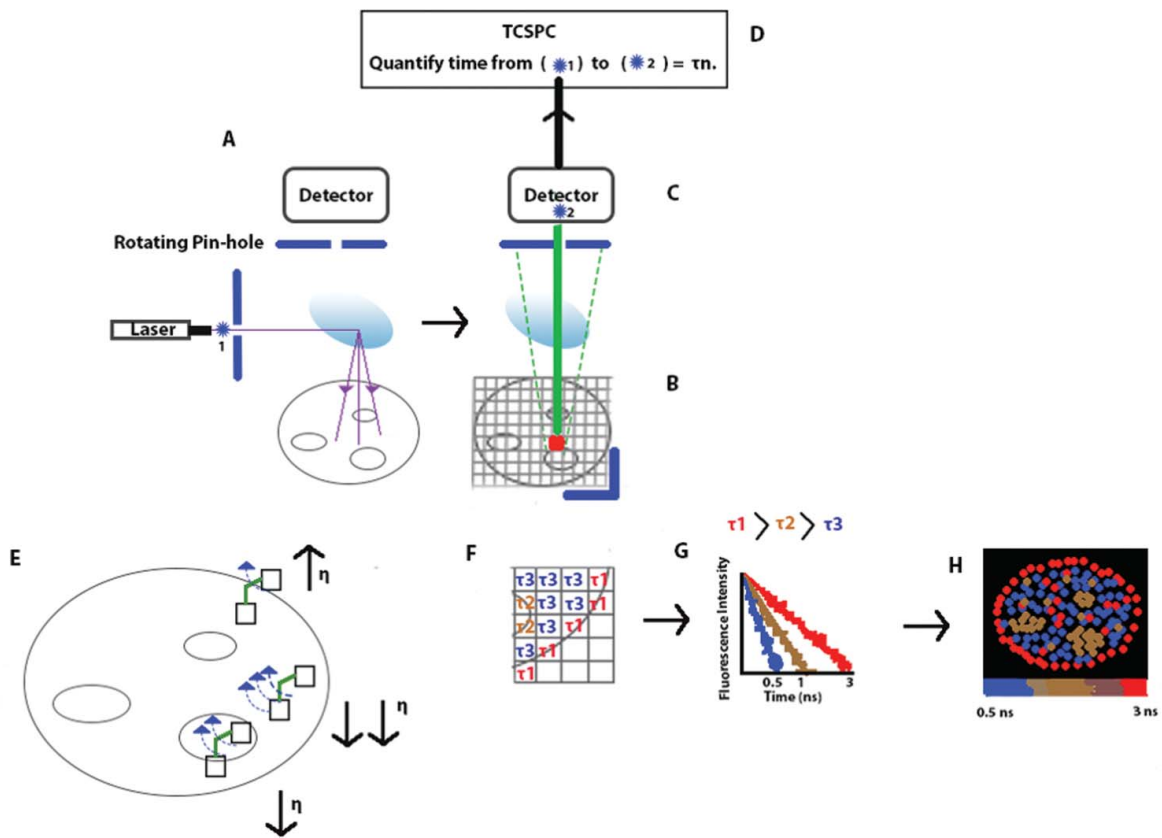 TCSPC
D
Quantify time from ( 1) to ( 2 ) = τn.
A
Detector
Detector
2
C
Rotating Pin-hole
Laser
1
B
τ1 > τ2 > τ3
E
η
F
τ3 τ3 τ3 τ1
τ2 τ3 τ3 τ1
τ2 τ3 τ1
τ3 τ1
τ1
G
Fluorescence Intensity
0.5 1 3
Time (ns)
H
0.5 ns 3 ns
η
η